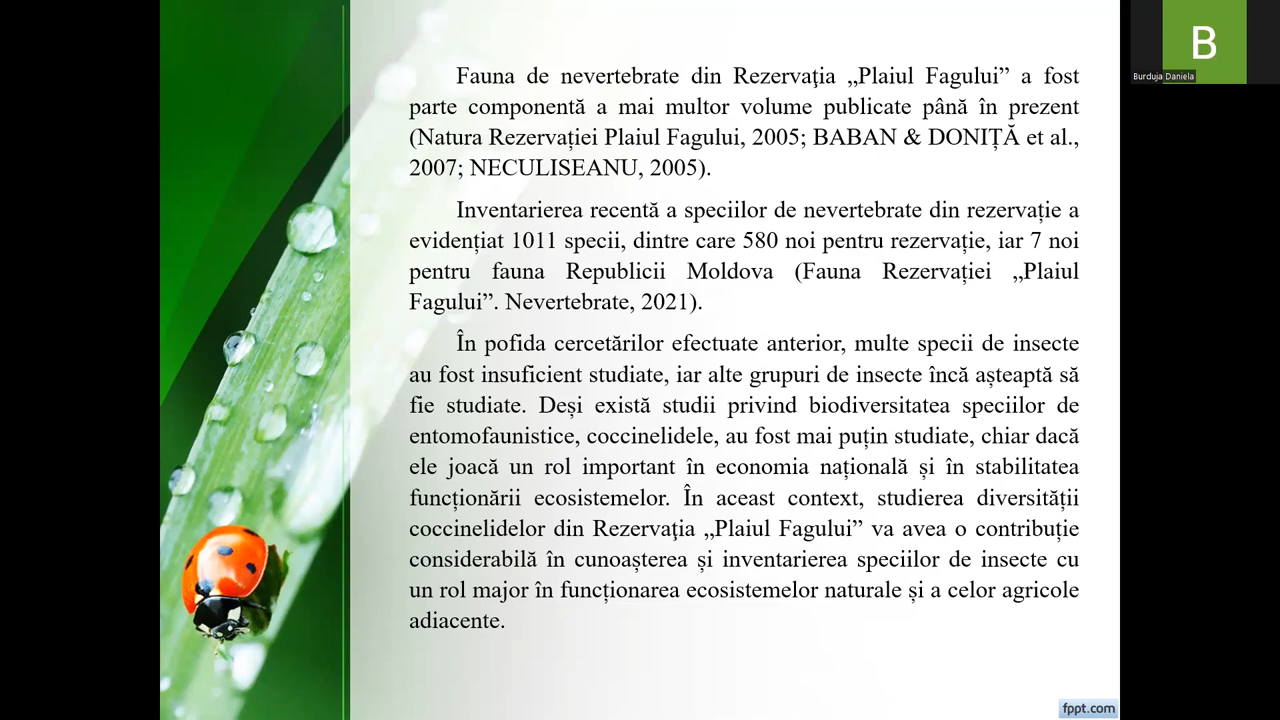 Fauna de nevertebrate din Rezervaţia „Plaiul Fagului” a fost
parte componentă a mai multor volume publicate până în prezent
(Natura Rezervației Plaiul Fagului, 2005; BABAN & DONIȚĂ et al.,
2007; NECULISEANU, 2005).
Inventarierea recentă a speciilor de nevertebrate din rezervație a
evidențiat 1011 specii, dintre care 580 noi pentru rezervație, iar 7 noi
pentru fauna Republicii Moldova (Fauna Rezervației „Plaiul
Fagului”. Nevertebrate, 2021).
În pofida cercetărilor efectuate anterior, multe specii de insecte
au fost insuficient studiate, iar alte grupuri de insecte încă așteaptă să
fie studiate. Deși există studii privind biodiversitatea speciilor de
entomofaunistice, coccinelidele, au fost mai puțin studiate, chiar dacă
ele joacă un rol important în economia națională și în stabilitatea
funcționării ecosistemelor. În aceast context, studierea diversității
coccinelidelor din Rezervaţia „Plaiul Fagului” va avea o contribuție
considerabilă în cunoașterea și inventarierea speciilor de insecte cu
un rol major în funcționarea ecosistemelor naturale și a celor agricole
adiacente.
fppt.com
B
Burduja Daniela